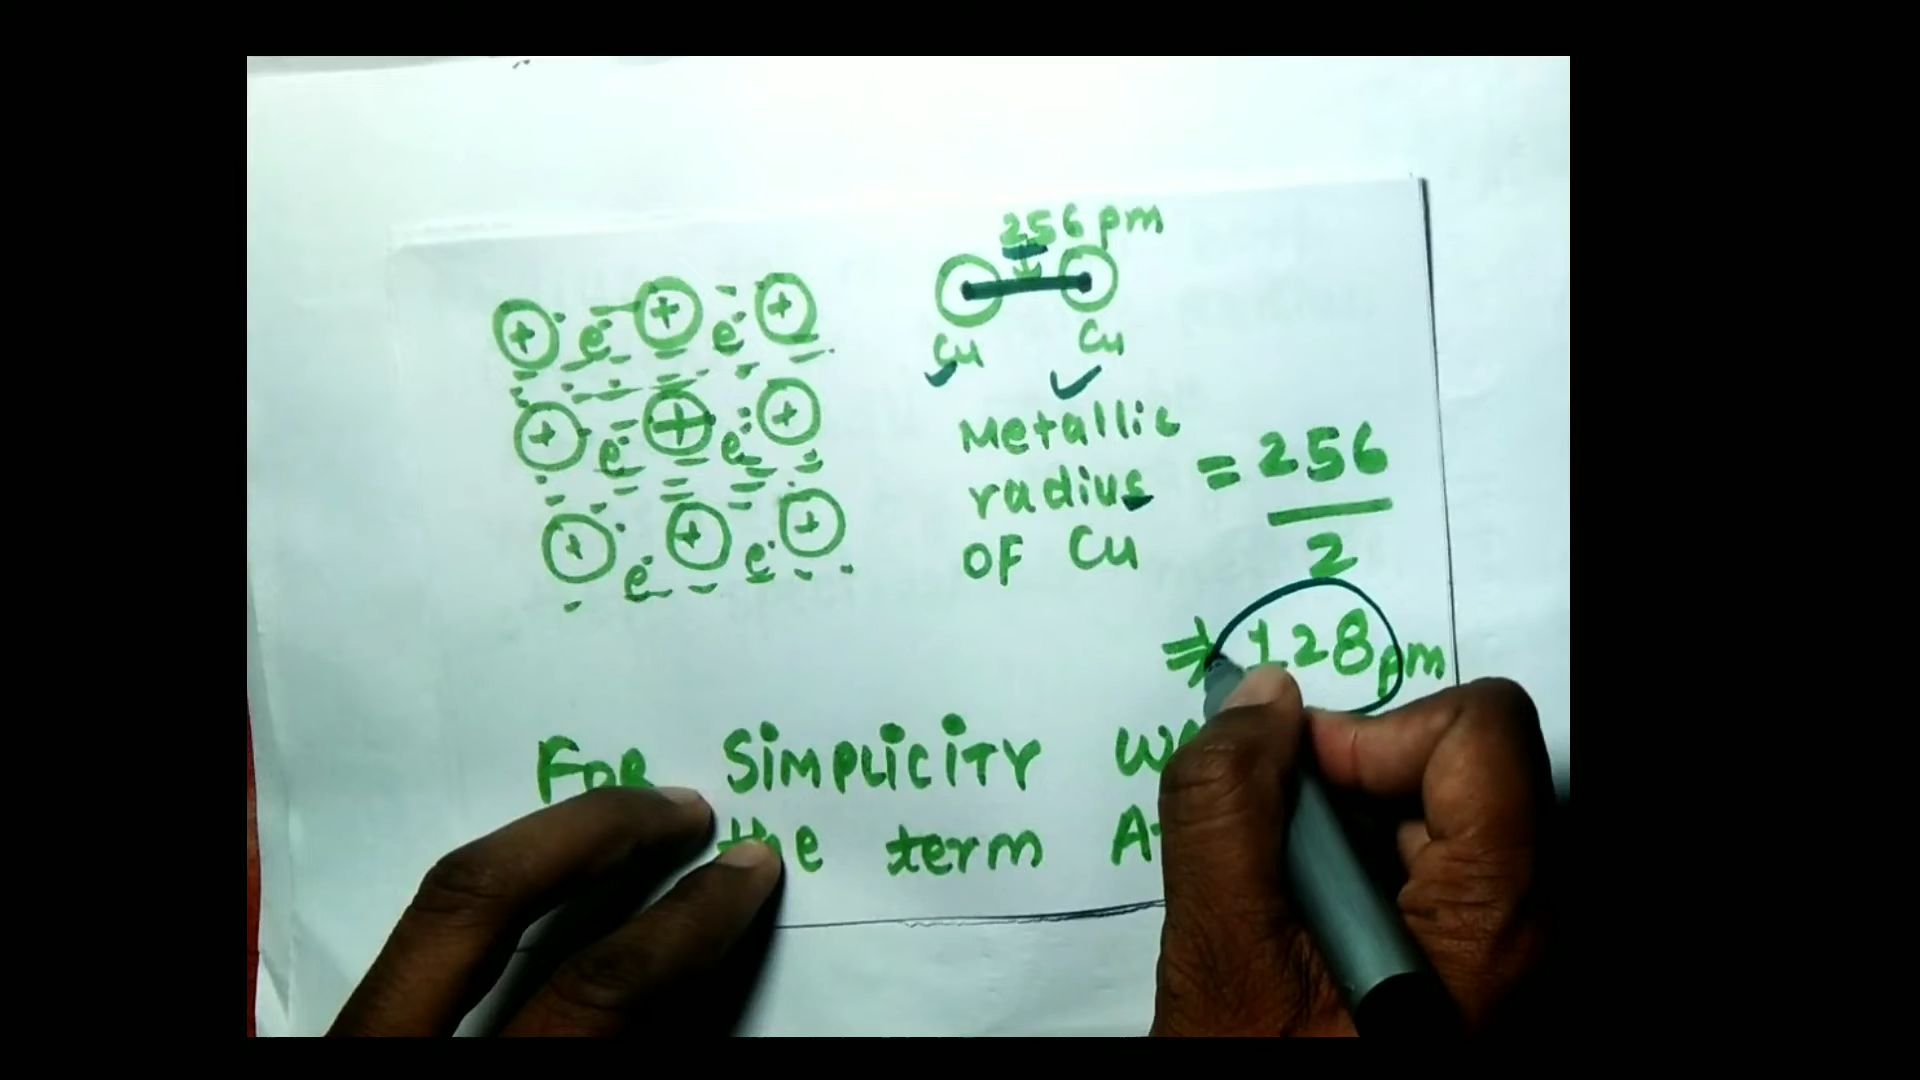 256 pm
Cu Cu
+ e- + e- +
+ e- + e- +
+ e- + e- +
Metallic
radius
OF Cu
= 256
2
⇒ 128 pm
FOR SIMPLICITY
the term